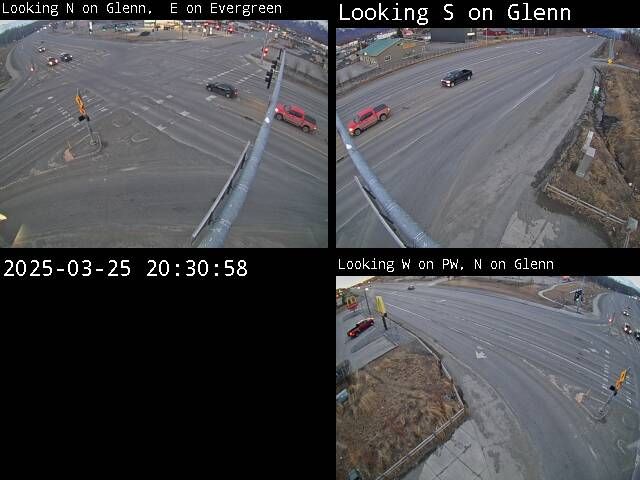 Looking N on Glenn,  E on Evergreen
Looking S on Glenn
2025-03-25 20:30:58
Looking W on PW, N on Glenn